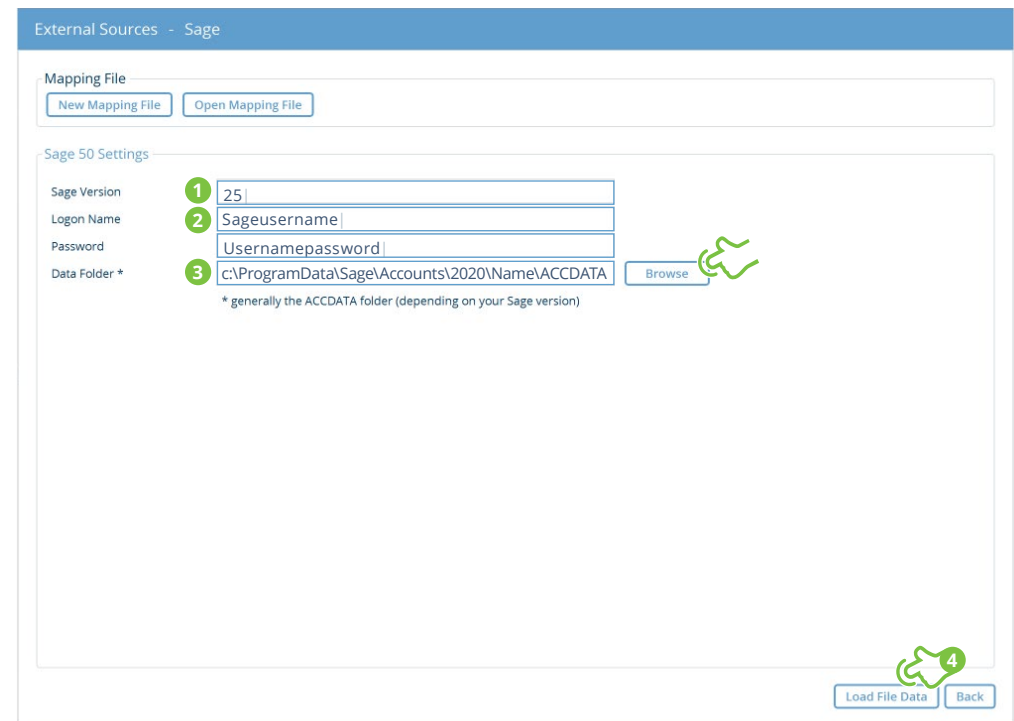 External Sources - Sage
Mapping File
New Mapping File Open Mapping File
Sage 50 Settings
Sage Version 1 25
Logon Name 2 Sageusername
Password Usernamepassword
Data Folder * 3 c:\ProgramData\Sage\Accounts\2020\Name\ACCDATA Browse
* generally the ACCDATA folder (depending on your Sage version)
4
Load File Data Back